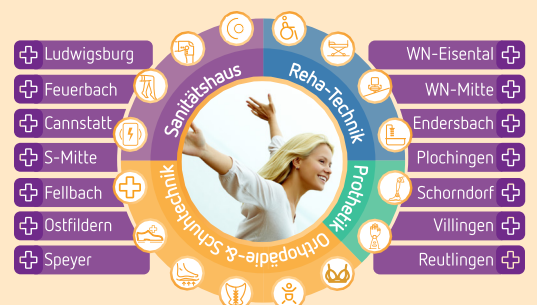 Ludwigsburg
Feuerbach
Cannstatt
S-Mitte
Fellbach
Ostfildern
Speyer
Sanitätshaus
Reha-Technik
Prothetik
Orthopädie-& Schuhtechnik
WN-Eisental
WN-Mitte
Endersbach
Plochingen
Schorndorf
Villingen
Reutlingen